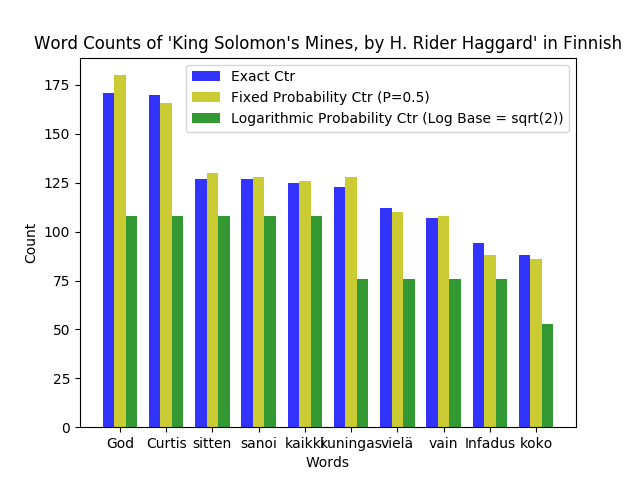 Word Counts of 'King Solomon's Mines, by H. Rider Haggard' in Finnish
Exact Ctr
Fixed Probability Ctr (P=0.5)
Logarithmic Probability Ctr (Log Base = sqrt(2))
Count
175
150
125
100
75
50
25
0
God Curtis sitten sanoi kaikki kuningas vielä vain Infadus koko
Words